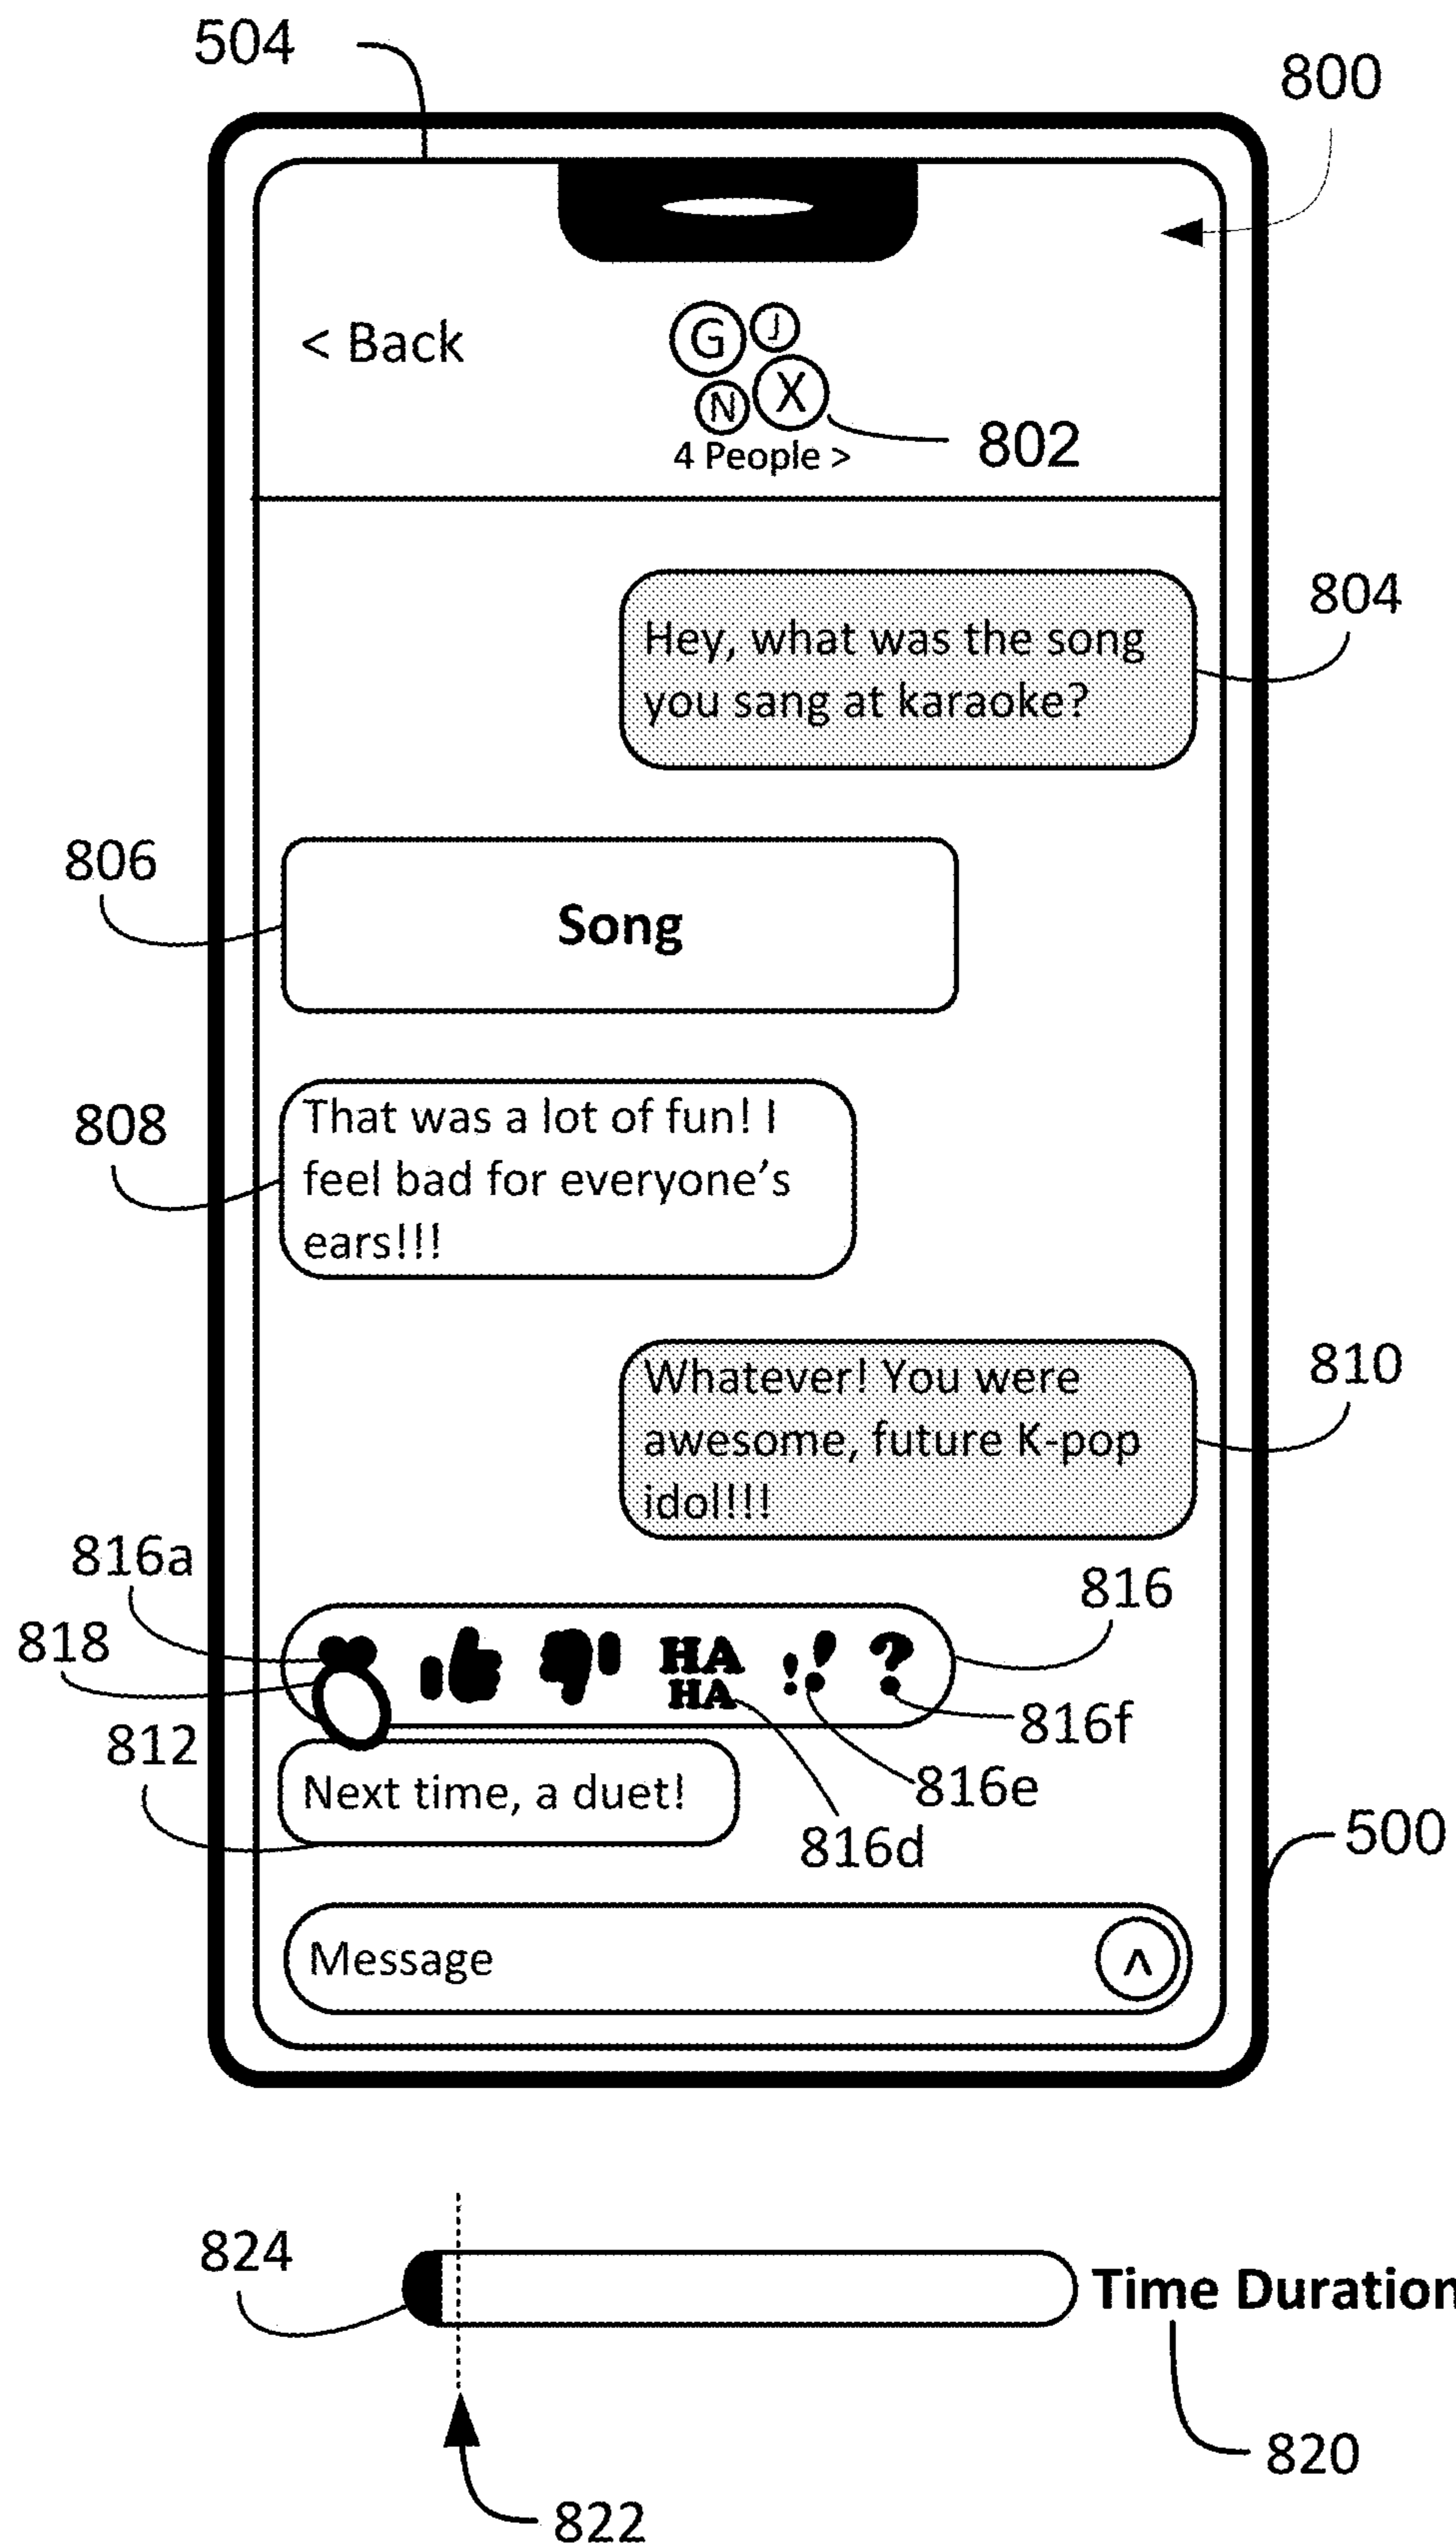 504
800
< Back
G
J
N
X
4 People >
802
Hey, what was the song
you sang at karaoke?
804
806
Song
808
That was a lot of fun! I
feel bad for everyone’s
ears!!!
Whatever! You were
awesome, future K-pop
idol!!!
810
816a
816
818
HA
HA
!!
?
816f
812
Next time, a duet!
816e
816d
500
Message
^
824
Time Duration
820
822